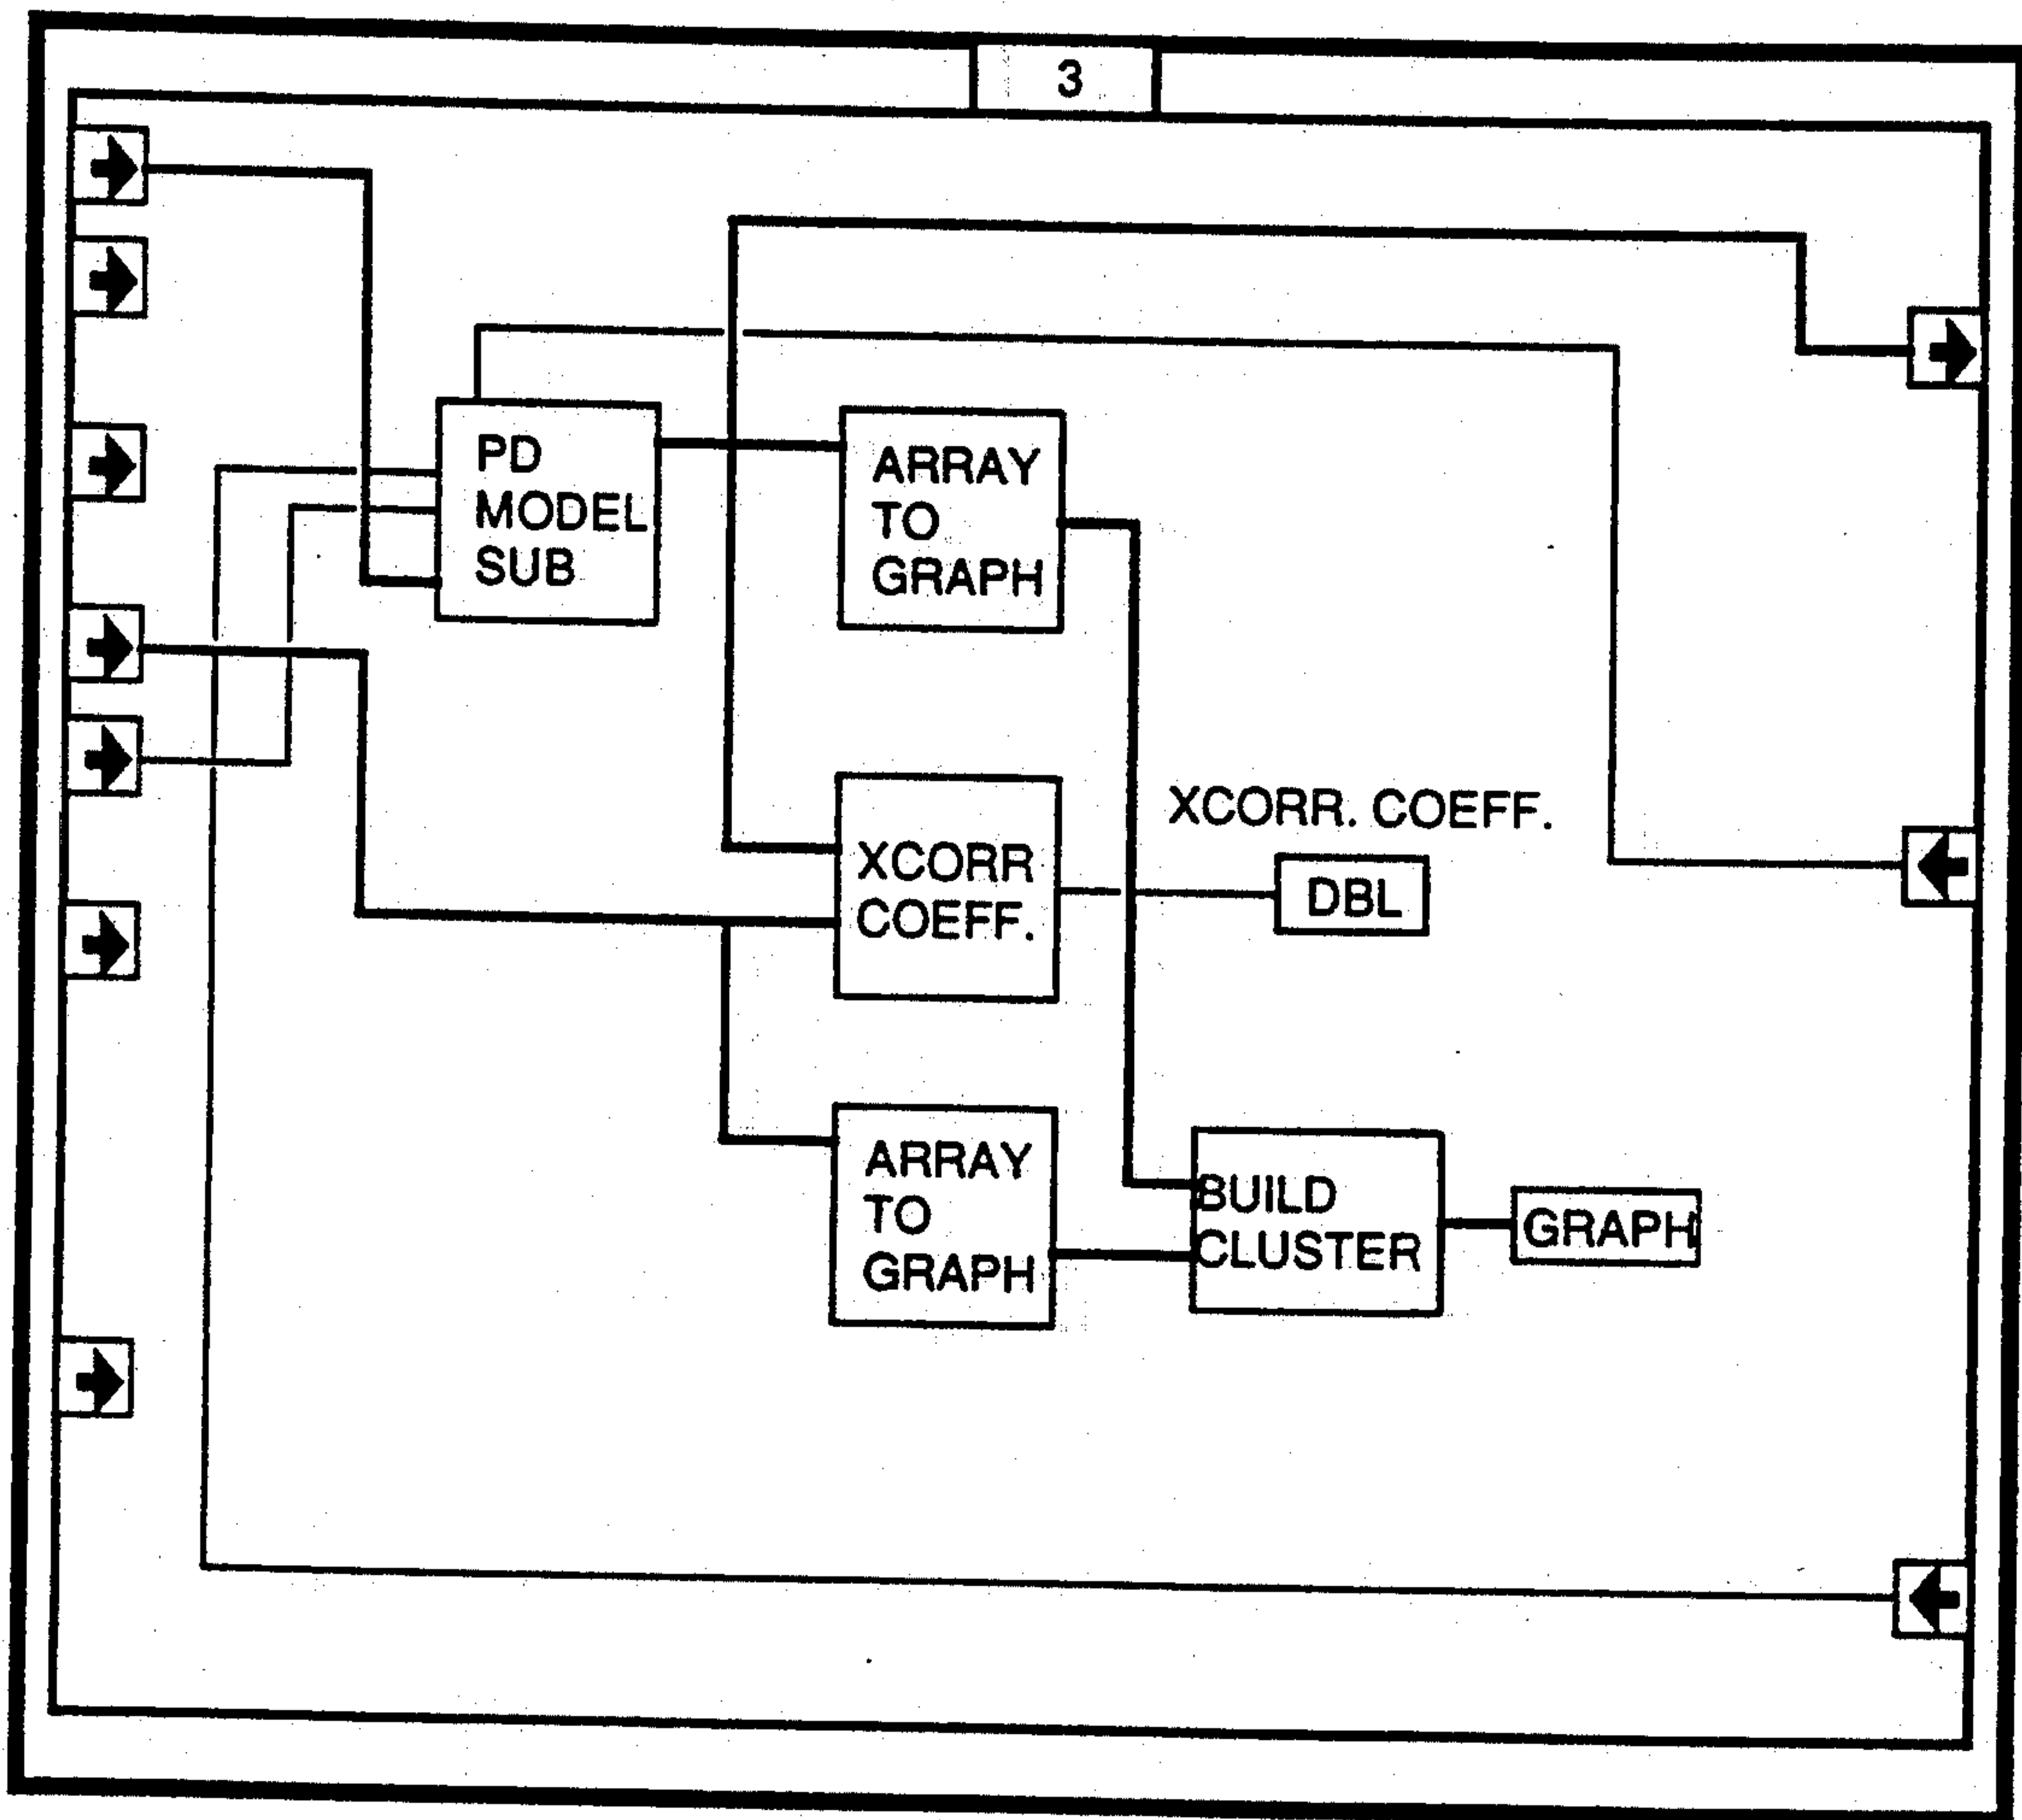 3
PD
MODEL
SUB
ARRAY
TO
GRAPH
XCORR
COEFF.
XCORR. COEFF.
DBL
ARRAY
TO
GRAPH
BUILD
CLUSTER
GRAPH